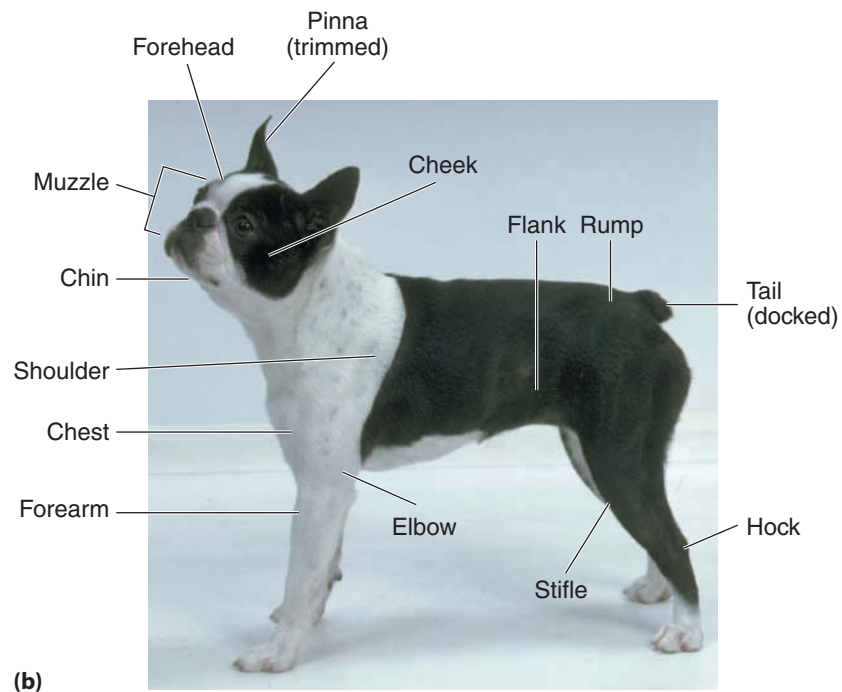 Pinna
(trimmed)
Forehead
Muzzle
Cheek
Flank
Rump
Chin
Tail
(docked)
Shoulder
Chest
Forearm
Elbow
Hock
Stifle
(b)